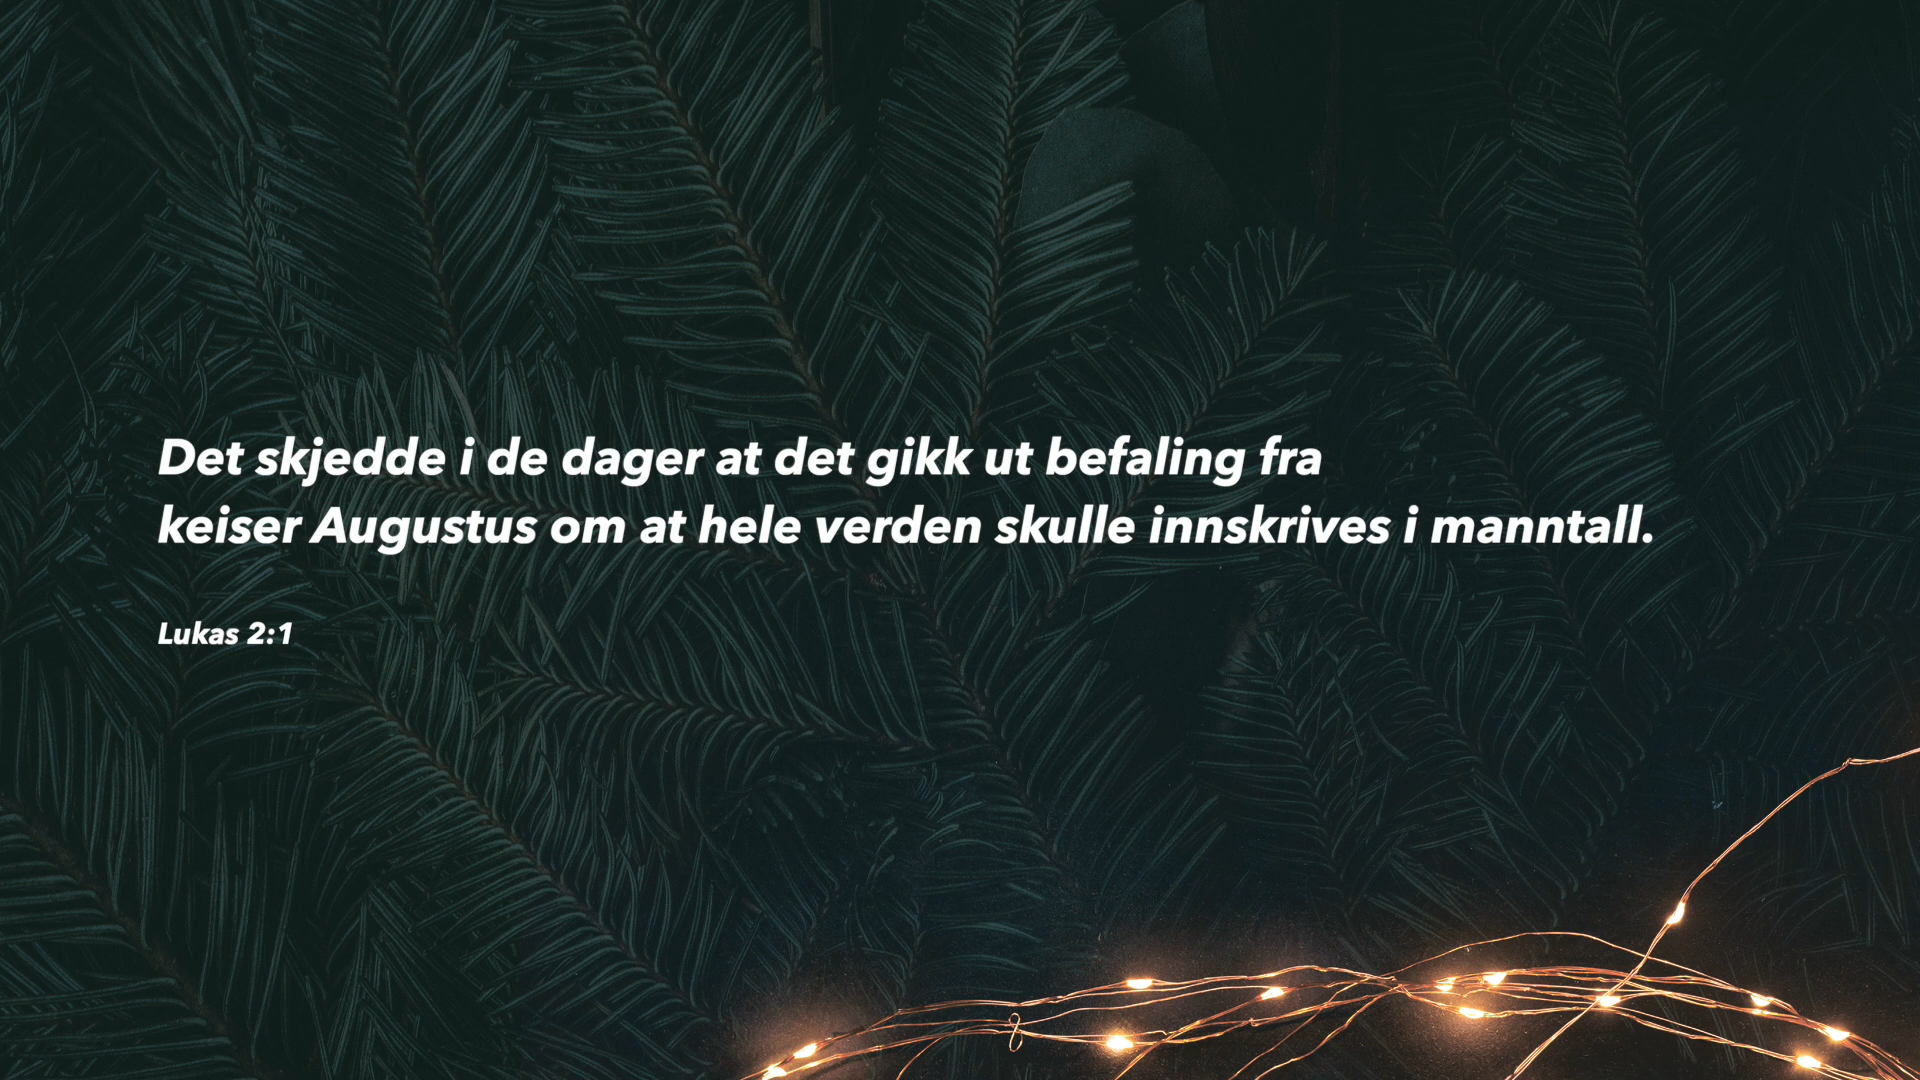 Det skjedde i de dager at det gikk ut befaling fra
keiser Augustus om at hele verden skulle innskrives i manntall.
Lukas 2:1